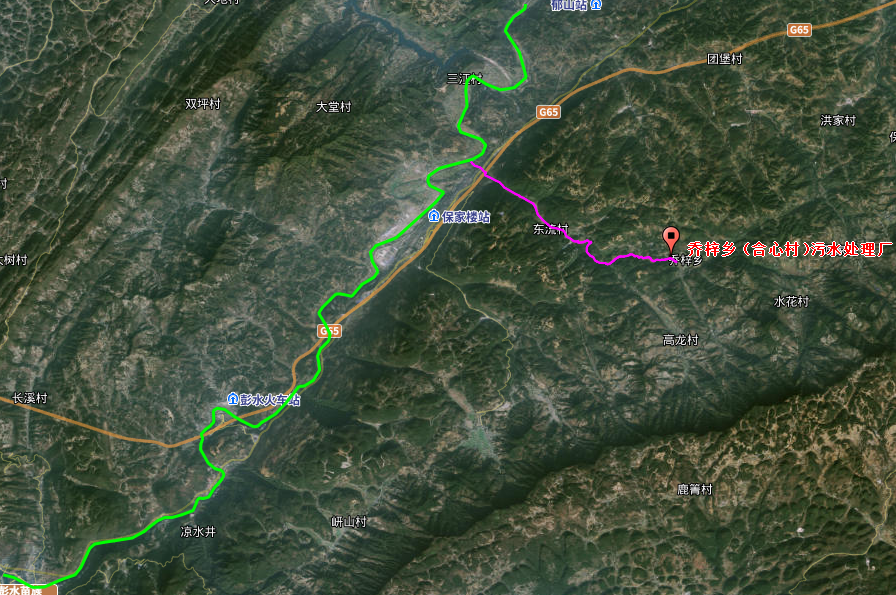 郁山站
G65
团堡村
三江村
双坪村
大堂村
G65
洪家村
保家楼站
东流村
乔梓乡（合心村）污水处理厂
乔梓乡
水花村
G65
高龙村
长溪村
彭水火车站
鹿箐村
岍山村
凉水井